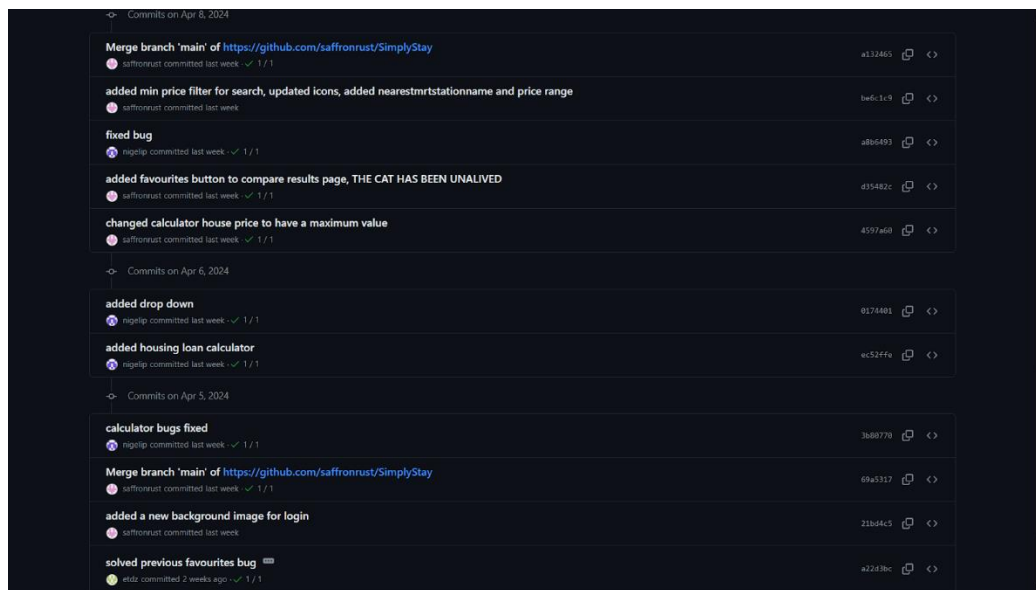 Commits on Apr 8, 2024
Merge branch 'main' of https://github.com/saffronrust/SimplyStay
saffronrust committed last week · ✓ 1 / 1
a132465
added min price filter for search, updated icons, added nearestmrtstationname and price range
saffronrust committed last week
be6c1c9
fixed bug
nigelip committed last week · ✓ 1 / 1
a8b6493
added favourites button to compare results page, THE CAT HAS BEEN UNALIVED
saffronrust committed last week · ✓ 1 / 1
d35482c
changed calculator house price to have a maximum value
saffronrust committed last week · ✓ 1 / 1
4597a60
Commits on Apr 6, 2024
added drop down
nigelip committed last week · ✓ 1 / 1
0174401
added housing loan calculator
nigelip committed last week · ✓ 1 / 1
ec52ffe
Commits on Apr 5, 2024
calculator bugs fixed
nigelip committed last week · ✓ 1 / 1
3b80770
Merge branch 'main' of https://github.com/saffronrust/SimplyStay
saffronrust committed last week · ✓ 1 / 1
69a5317
added a new background image for login
saffronrust committed last week
21bd4c5
solved previous favourites bug
etdz committed 2 weeks ago · ✓ 1 / 1
a22d3bc